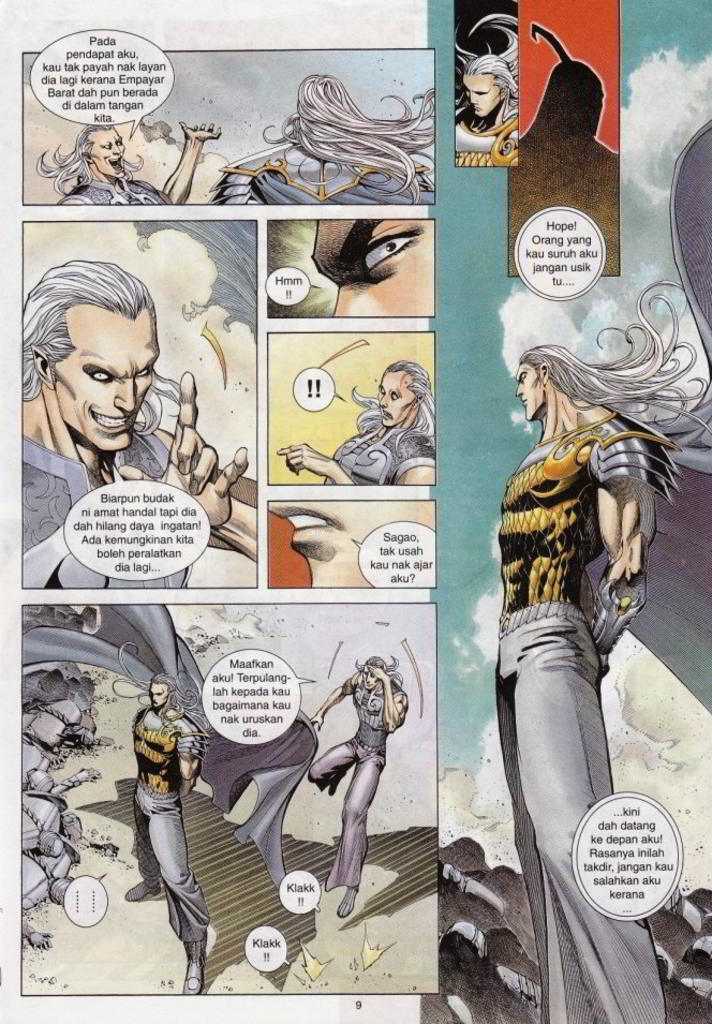 Pada
pendapat aku,
kau tak payah nak layan
dia lagi kerana Empayar
Barat dah pun berada
di dalam tangan
kita.
Biarpun budak
ni amat handal tapi dia
dah hilang daya ingatan!
Ada kemungkinan kita
boleh peralatkan
dia lagi...
Hmm
!!
!!
Sagao,
tak usah
kau nak ajar
aku?
Maafkan
aku! Terpulang-
lah kepada kau
bagaimana kau
nak uruskan
dia.
Klakk
!!
Klakk
!!
Hope!
Orang yang
kau suruh aku
jangan usik
tu....
...kini
dah datang
ke depan aku!
Rasanya inilah
takdir, jangan kau
salahkan aku
kerana
...
9